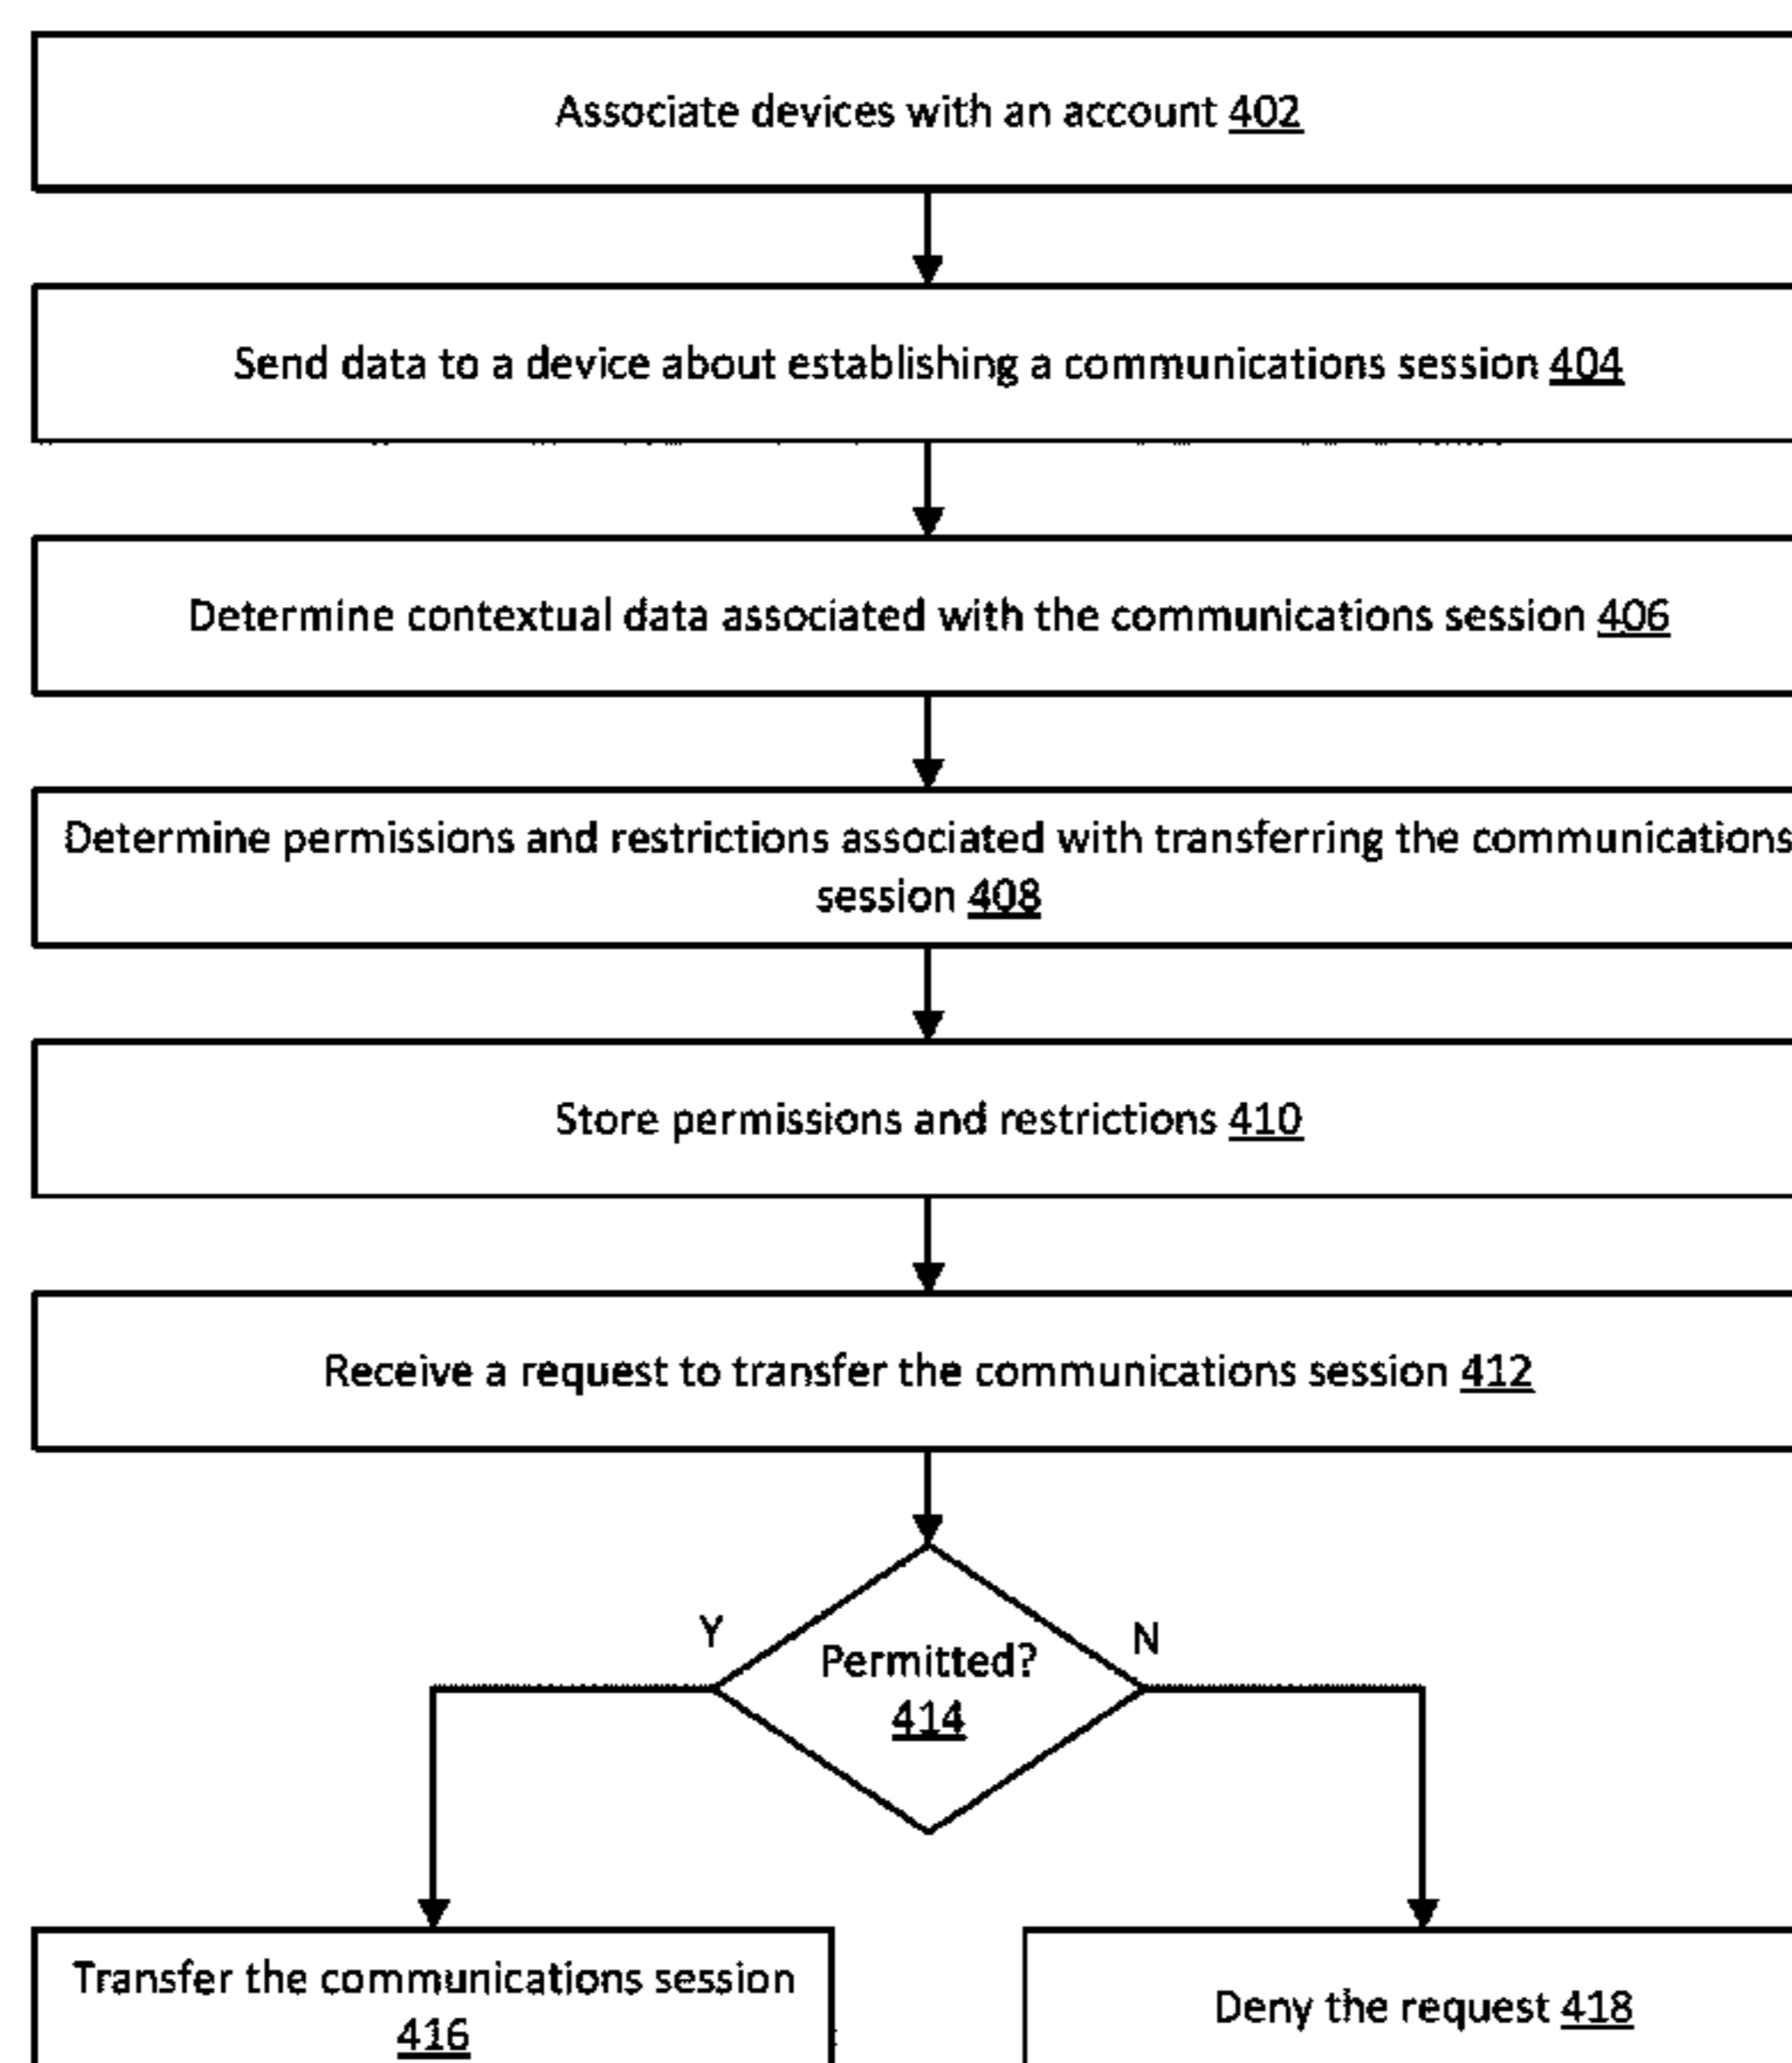 Associate devices with an account 402
Send data to a device about establishing a communications session 404
Determine contextual data associated with the communications session 406
Determine permissions and restrictions associated with transferring the communications
session 408
Store permissions and restrictions 410
Receive a request to transfer the communications session 412
Y
N
Permitted?
414
Transfer the communications session
416
Deny the request 418